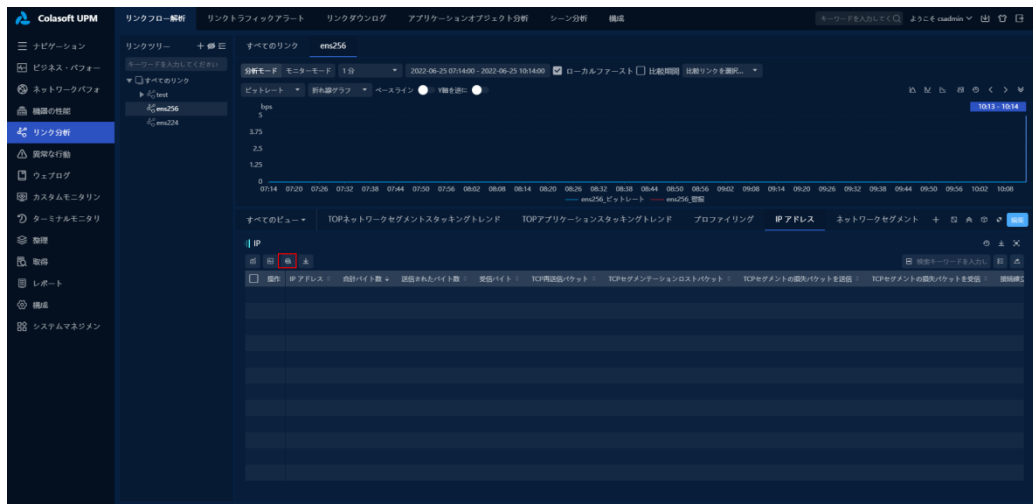 Colasoft UPM
リンクフロー解析 リンクトラフィックアラート リンクダウンログ アプリケーションオブジェクト分析 シーン分析 構成
キーワードを入力してく ようこそ csadmin
ナビゲーション
ビジネス・パフォー
ネットワークパフォ
機器の性能
リンク分析
異常な行動
ウェブログ
カスタムモニタリン
ターミナルモニタリ
整理
取得
レポート
構成
システムマネジメン
リンクツリー
キーワードを入力してください
すべてのリンク
test
ens256
ens224
すべてのリンク ens256
分析モード モニターモード 1分 2022-06-25 07:14:00 - 2022-06-25 10:14:00 ローカルファースト 比較期間 比較リンクを選択...
ビットレート 折れ線グラフ ベースライン Y軸を逆に
10:13 - 10:14
bps
5
3.75
2.5
1.25
0
07:14 07:20 07:26 07:32 07:38 07:44 07:50 07:56 08:02 08:08 08:14 08:20 08:26 08:32 08:38 08:44 08:50 08:56 09:02 09:08 09:14 09:20 09:26 09:32 09:38 09:44 09:50 09:56 10:02 10:08
ens256_ビットレート ens256_警報
すべてのビュー TOPネットワークセグメントスタッキングトレンド TOPアプリケーションスタッキングトレンド プロファイリング IP アドレス ネットワークセグメント 編集
IP
検索キーワードを入力し
操作 IP アドレス 合計バイト数 送信されたバイト数 受信バイト TCP再送信パケット TCPセグメンテーションロストパケット TCPセグメントの損失パケットを送信 TCPセグメントの損失パケットを受信